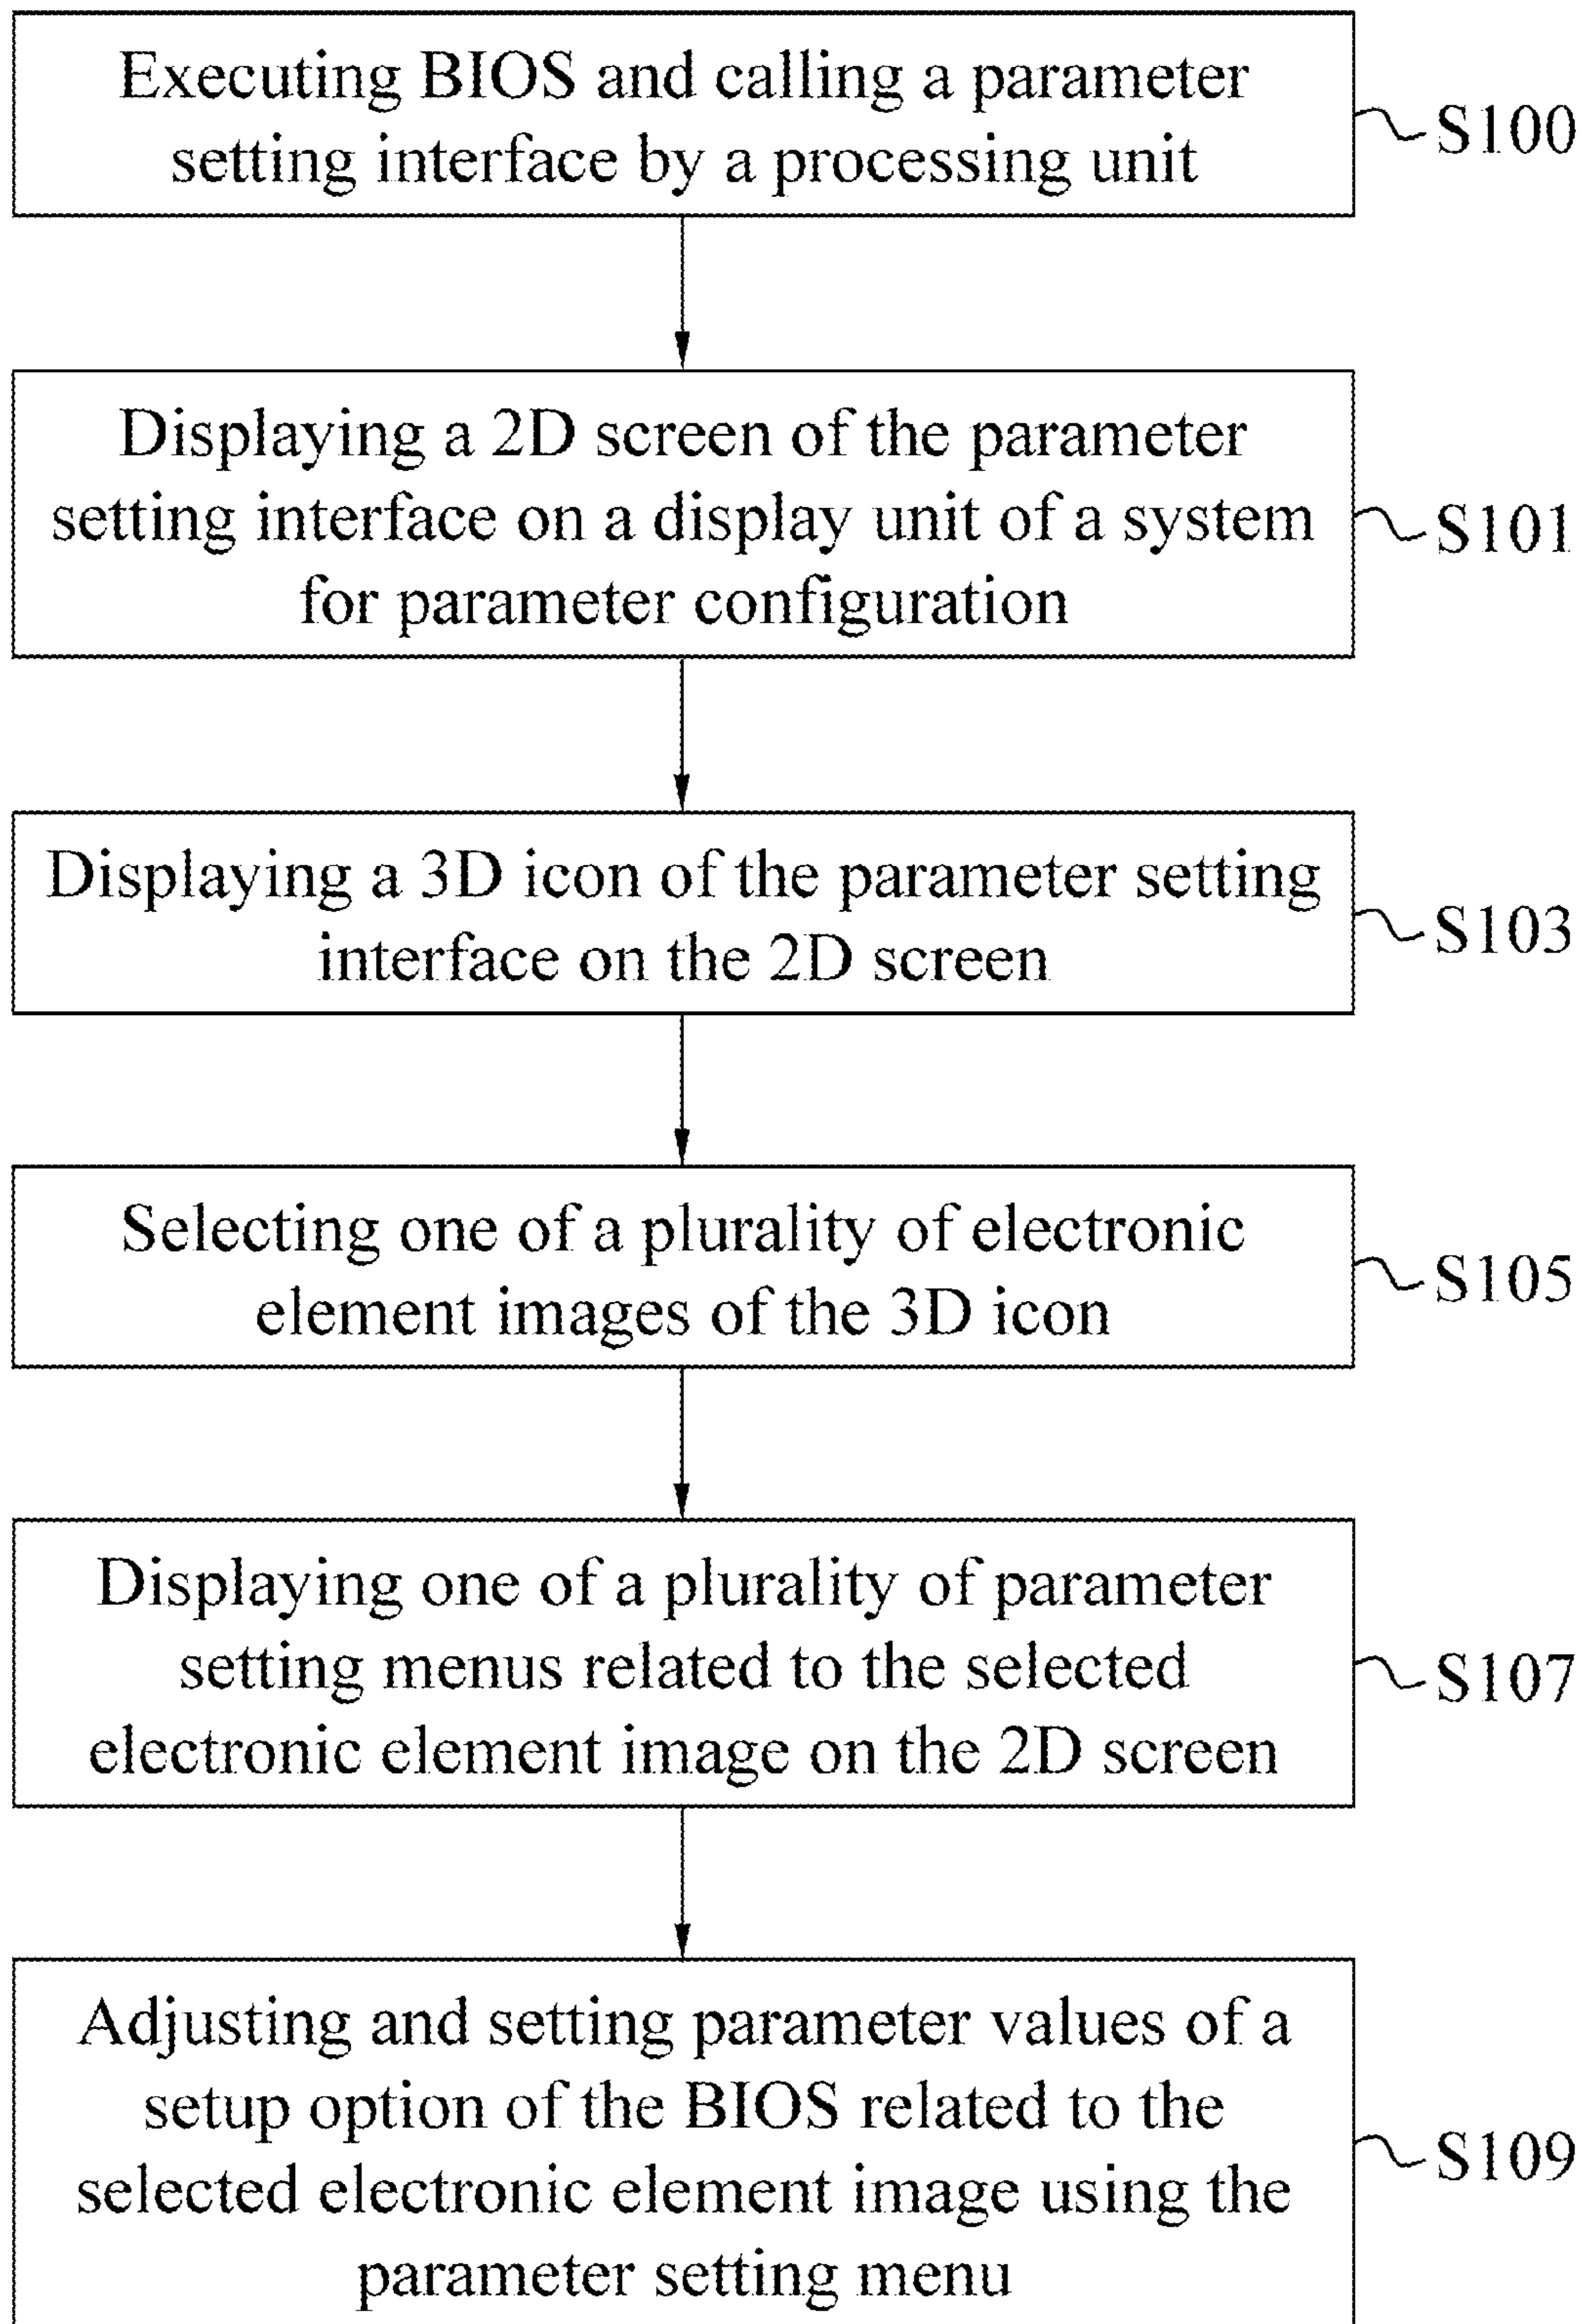 Executing BIOS and calling a parameter
setting interface by a processing unit
S100
Displaying a 2D screen of the parameter
setting interface on a display unit of a system
for parameter configuration
S101
Displaying a 3D icon of the parameter setting
interface on the 2D screen
S103
Selecting one of a plurality of electronic
element images of the 3D icon
S105
Displaying one of a plurality of parameter
setting menus related to the selected
electronic element image on the 2D screen
S107
Adjusting and setting parameter values of a
setup option of the BIOS related to the
selected electronic element image using the
parameter setting menu
S109